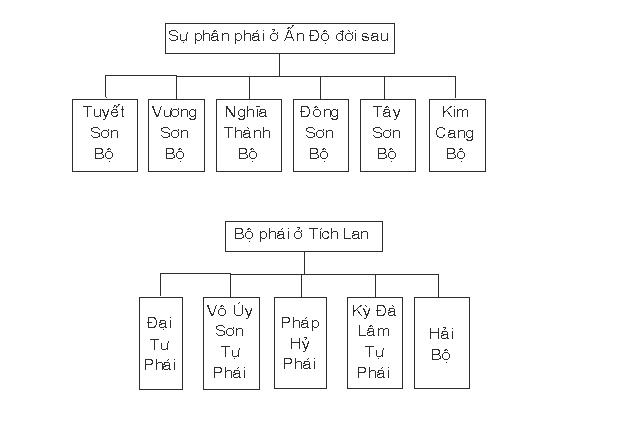 Sự phân phái ở Ấn Độ đời sau
Tuyết
Sơn
Bộ
Vương
Sơn
Bộ
Nghĩa
Thành
Bộ
Đông
Sơn
Bộ
Tây
Sơn
Bộ
Kim
Cang
Bộ
Bộ phái ở Tích Lan
Đại
Tư
Phái
Vô Úy
Sơn
Tự
Phái
Pháp
Hỷ
Phái
Kỳ Đà
Lâm
Tự
Phái
Hải
Bộ